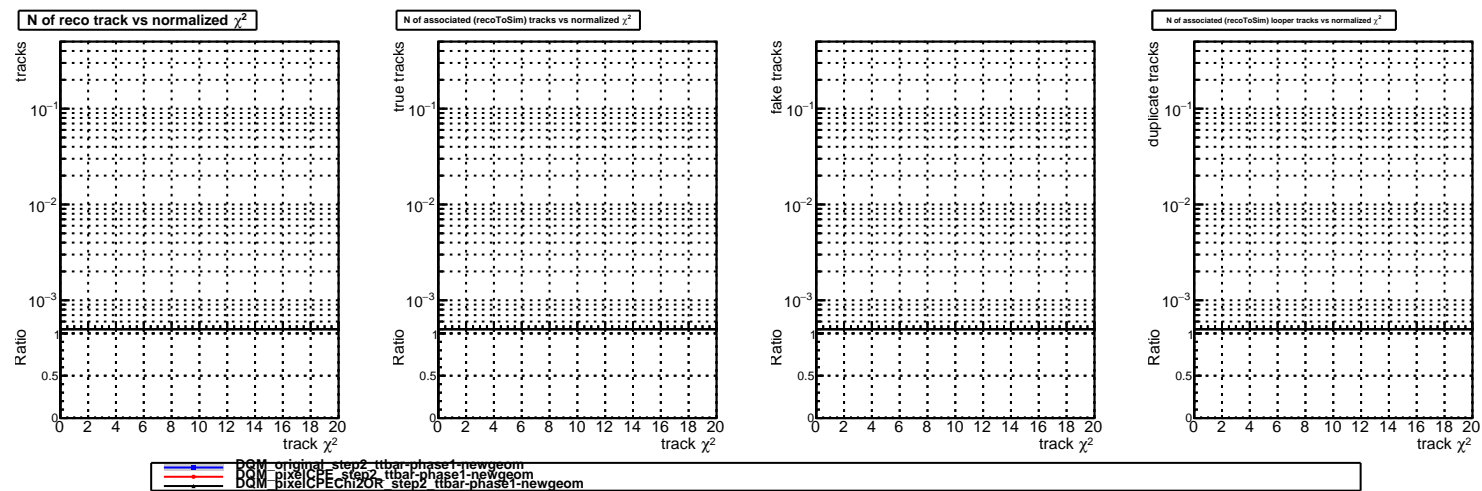 N of reco track vs normalized χ²
N of associated (recoToSim) tracks vs normalized χ²
N of associated (recoToSim) looper tracks vs normalized χ²
tracks
10⁻¹
10⁻²
10⁻³
Ratio
1
0.5
0
0 2 4 6 8 10 12 14 16 18 20
track χ²
true tracks
10⁻¹
10⁻²
10⁻³
Ratio
1
0.5
0
0 2 4 6 8 10 12 14 16 18 20
track χ²
fake tracks
10⁻¹
10⁻²
10⁻³
Ratio
1
0.5
0
0 2 4 6 8 10 12 14 16 18 20
track χ²
duplicate tracks
10⁻¹
10⁻²
10⁻³
Ratio
1
0.5
0
0 2 4 6 8 10 12 14 16 18 20
track χ²
DQM_original_step2_ttbar-phase1-newgeom
DQM_pixelCPE_step2_ttbar-phase1-newgeom
DQM_pixelCPEChi2OR_step2_ttbar-phase1-newgeom